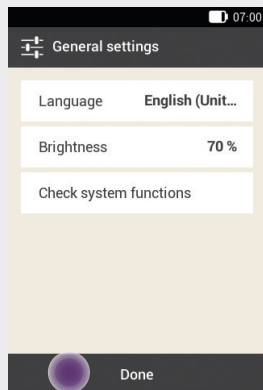 07:00
General settings
Language English (Unit...
Brightness 70 %
Check system functions
Done